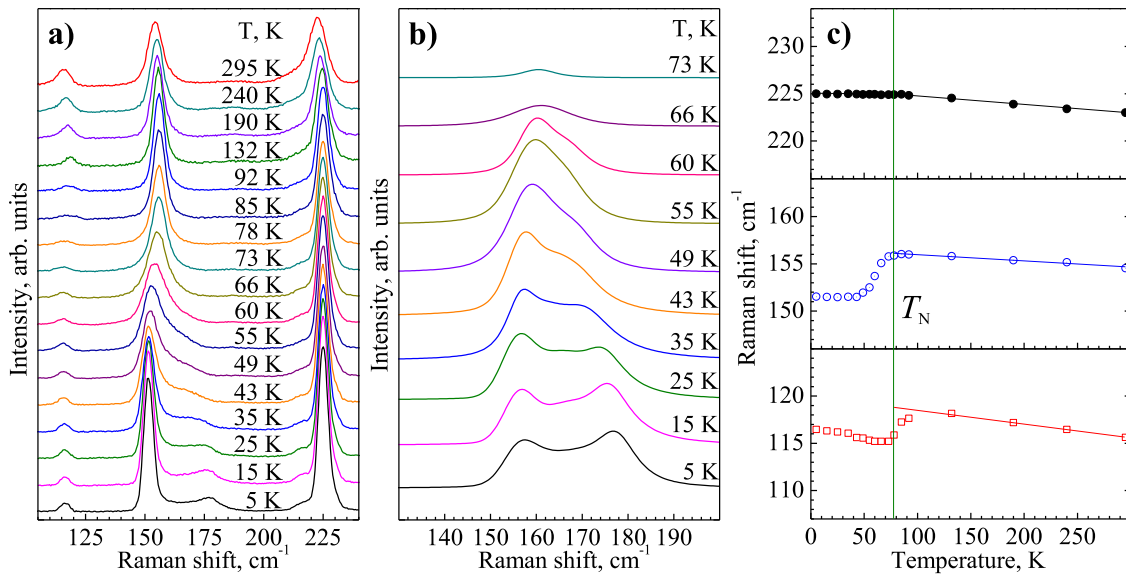 a)
T, K
295 K
240 K
190 K
132 K
92 K
85 K
78 K
73 K
66 K
60 K
55 K
49 K
43 K
35 K
25 K
15 K
5 K
Intensity, arb. units
125 150 175 200 225
Raman shift, cm-1
b)
T, K
73 K
66 K
60 K
55 K
49 K
43 K
35 K
25 K
15 K
5 K
Intensity, arb. units
140 150 160 170 180 190
Raman shift, cm-1
c)
230
225
220
160
155
150
TN
120
115
110
Raman shift, cm-1
0 50 100 150 200 250
Temperature, K